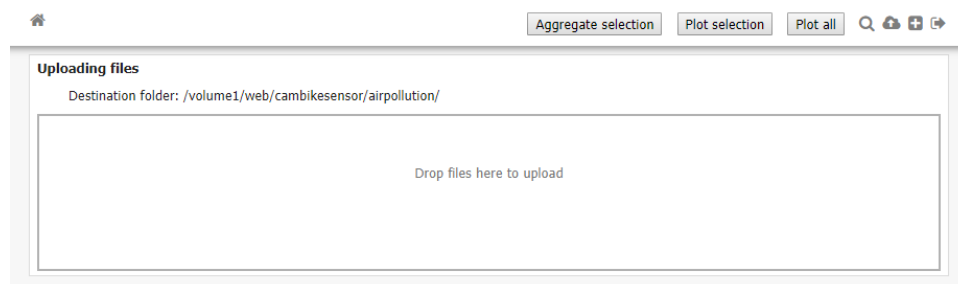 Aggregate selection Plot selection Plot all
Uploading files
Destination folder: /volume1/web/cambikesensor/airpollution/
Drop files here to upload